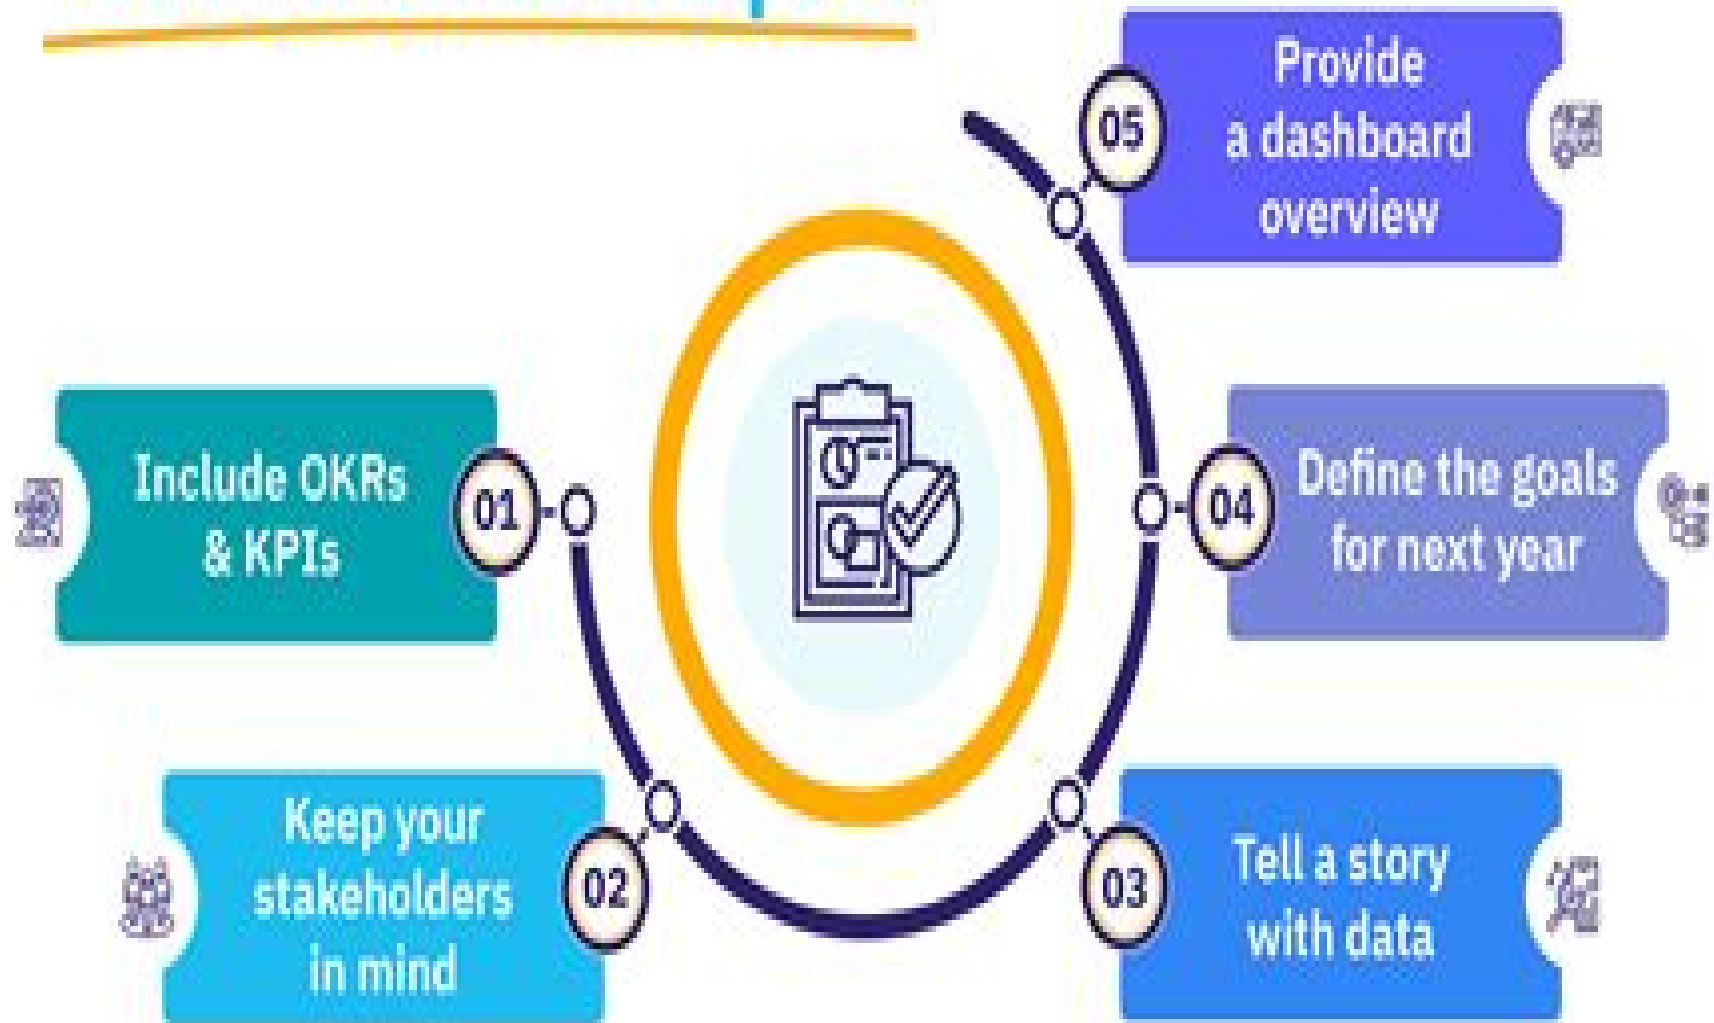 01
Include OKRs
& KPIs
02
Keep your
stakeholders
in mind
03
Tell a story
with data
04
Define the goals
for next year
05
Provide
a dashboard
overview